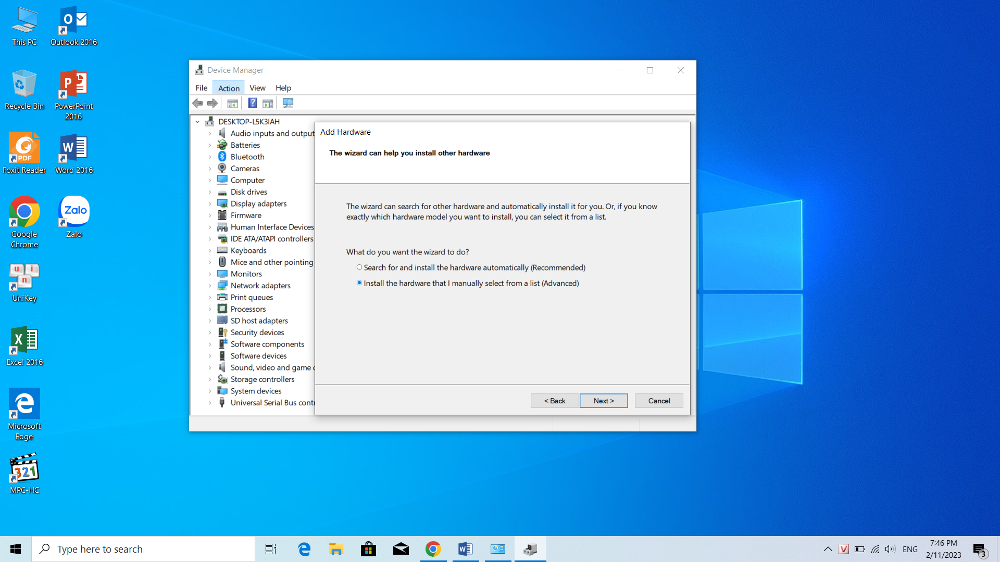 This PC
Outlook 2016
Recycle Bin
PowerPoint
2016
PDF
Foxit Reader
Word 2016
Google
Chrome
Zalo
Zalo
u i
n
UniKey
Excel 2016
Microsoft
Edge
321
MPC-HC
Device Manager
File Action View Help
DESKTOP-L5K3IAH
Audio inputs and output
Batteries
Bluetooth
Cameras
Computer
Disk drives
Display adapters
Firmware
Human Interface Devices
IDE ATA/ATAPI controllers
Keyboards
Mice and other pointing
Monitors
Network adapters
Print queues
Processors
SD host adapters
Security devices
Software components
Software devices
Sound, video and game
Storage controllers
System devices
Universal Serial Bus contr
Add Hardware
The wizard can help you install other hardware
The wizard can search for other hardware and automatically install it for you. Or, if you know
exactly which hardware model you want to install, you can select it from a list.
What do you want the wizard to do?
Search for and install the hardware automatically (Recommended)
Install the hardware that I manually select from a list (Advanced)
< Back
Next >
Cancel
Type here to search
ENG
7:46 PM
2/11/2023
3